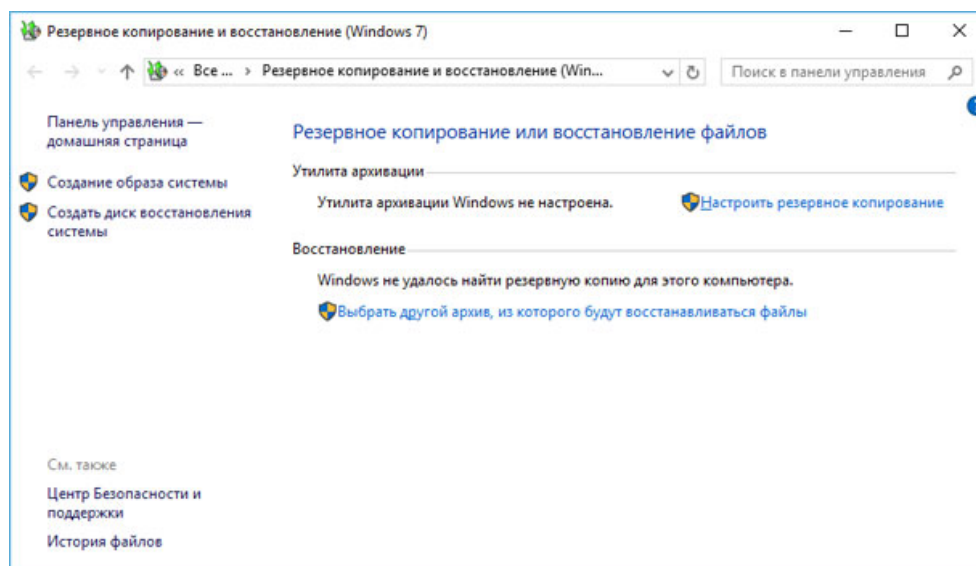 Резервное копирование и восстановление (Windows 7)
« Все ... › Резервное копирование и восстановление (Win...
Поиск в панели управления
Панель управления —
домашняя страница
Создание образа системы
Создать диск восстановления
системы
Резервное копирование или восстановление файлов
Утилита архивации
Утилита архивации Windows не настроена.
Настроить резервное копирование
Восстановление
Windows не удалось найти резервную копию для этого компьютера.
Выбрать другой архив, из которого будут восстанавливаться файлы
См. также
Центр Безопасности и
поддержки
История файлов